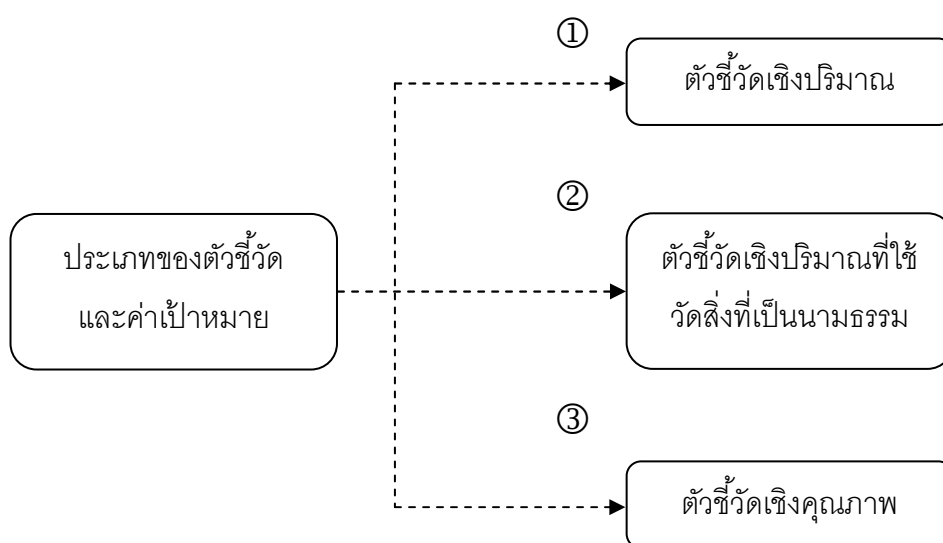 ①
ตัวชี้วัดเชิงปริมาณ
②
ประเภทของตัวชี้วัด
และค่าเป้าหมาย
ตัวชี้วัดเชิงปริมาณที่ใช้
วัดสิ่งที่เป็นนามธรรม
③
ตัวชี้วัดเชิงคุณภาพ